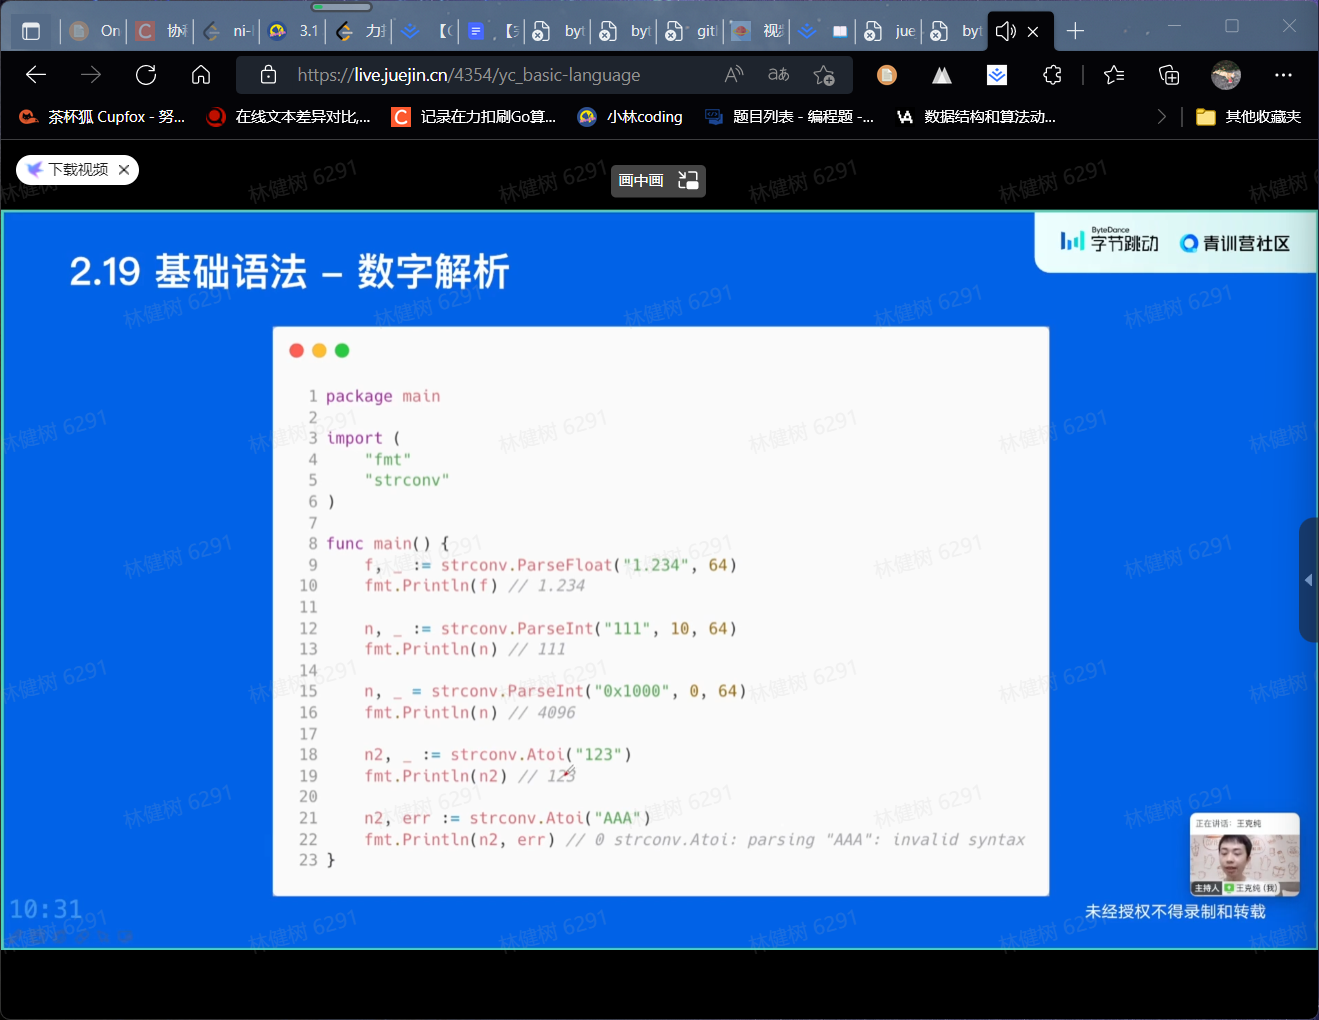 On
协程
ni-
3.1
力扣
byt
byt
gitl
视频
jue
byt
https://live.juejin.cn/4354/yc_basic-language
茶杯狐 Cupfox - 努...
在线文本差异对比,...
记录在力扣刷Go算...
小林coding
题目列表 - 编程题 -...
数据结构和算法动...
其他收藏夹
下载视频
画中画
ByteDance
字节跳动
青训营社区
2.19 基础语法 – 数字解析
1 package main
2
3 import (
4 "fmt"
5 "strconv"
6 )
7
8 func main() {
9 f, _ := strconv.ParseFloat("1.234", 64)
10 fmt.Println(f) // 1.234
11
12 n, _ := strconv.ParseInt("111", 10, 64)
13 fmt.Println(n) // 111
14
15 n, _ = strconv.ParseInt("0x1000", 0, 64)
16 fmt.Println(n) // 4096
17
18 n2, _ := strconv.Atoi("123")
19 fmt.Println(n2) // 123
20
21 n2, err := strconv.Atoi("AAA")
22 fmt.Println(n2, err) // 0 strconv.Atoi: parsing "AAA": invalid syntax
23 }
正在讲话: 王克纯
主持人 王克纯 (我)
10:31
未经授权不得录制和转载
林健树 6291